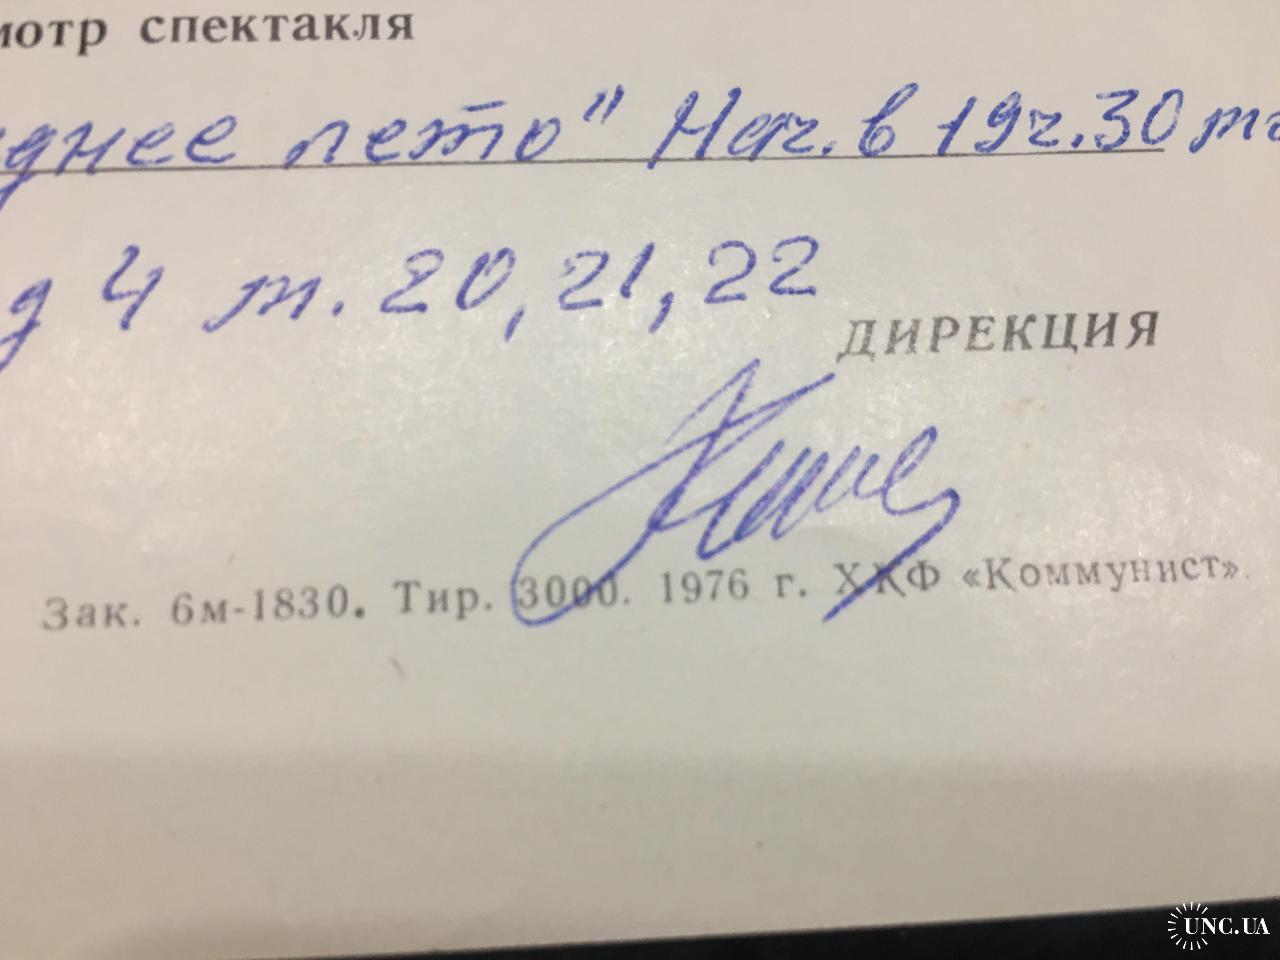 мотр спектакля
днее лето" Нач. в 19ч.30
д 4 т. 20, 21, 22
ДИРЕКЦИЯ
Зак. 6м-1830. Тир. 3000. 1976 г. ХКФ «Коммунист».
UNC.UA